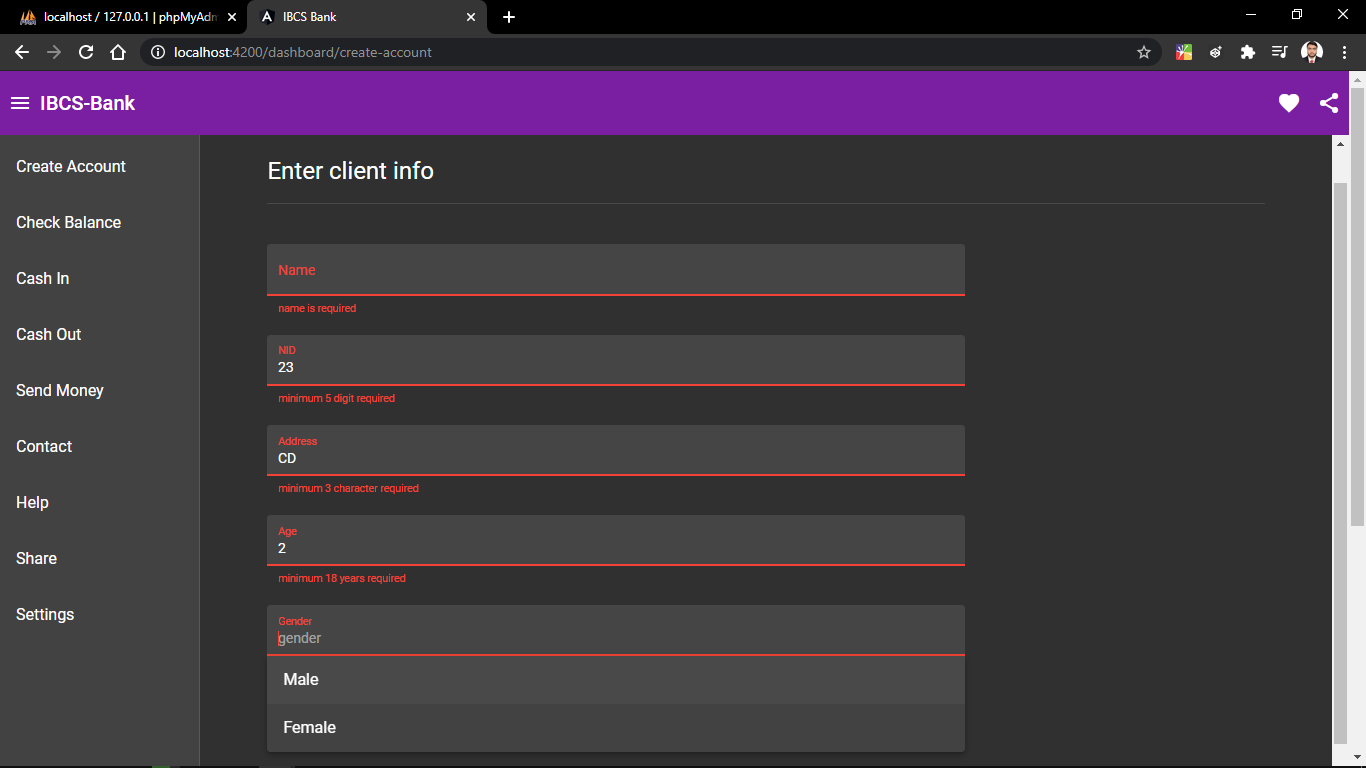 localhost / 127.0.0.1 | phpMyAdm
IBCS Bank
localhost:4200/dashboard/create-account
IBCS-Bank
Create Account
Check Balance
Cash In
Cash Out
Send Money
Contact
Help
Share
Settings
Enter client info
Name
name is required
NID
23
minimum 5 digit required
Address
CD
minimum 3 character required
Age
2
minimum 18 years required
Gender
gender
Male
Female